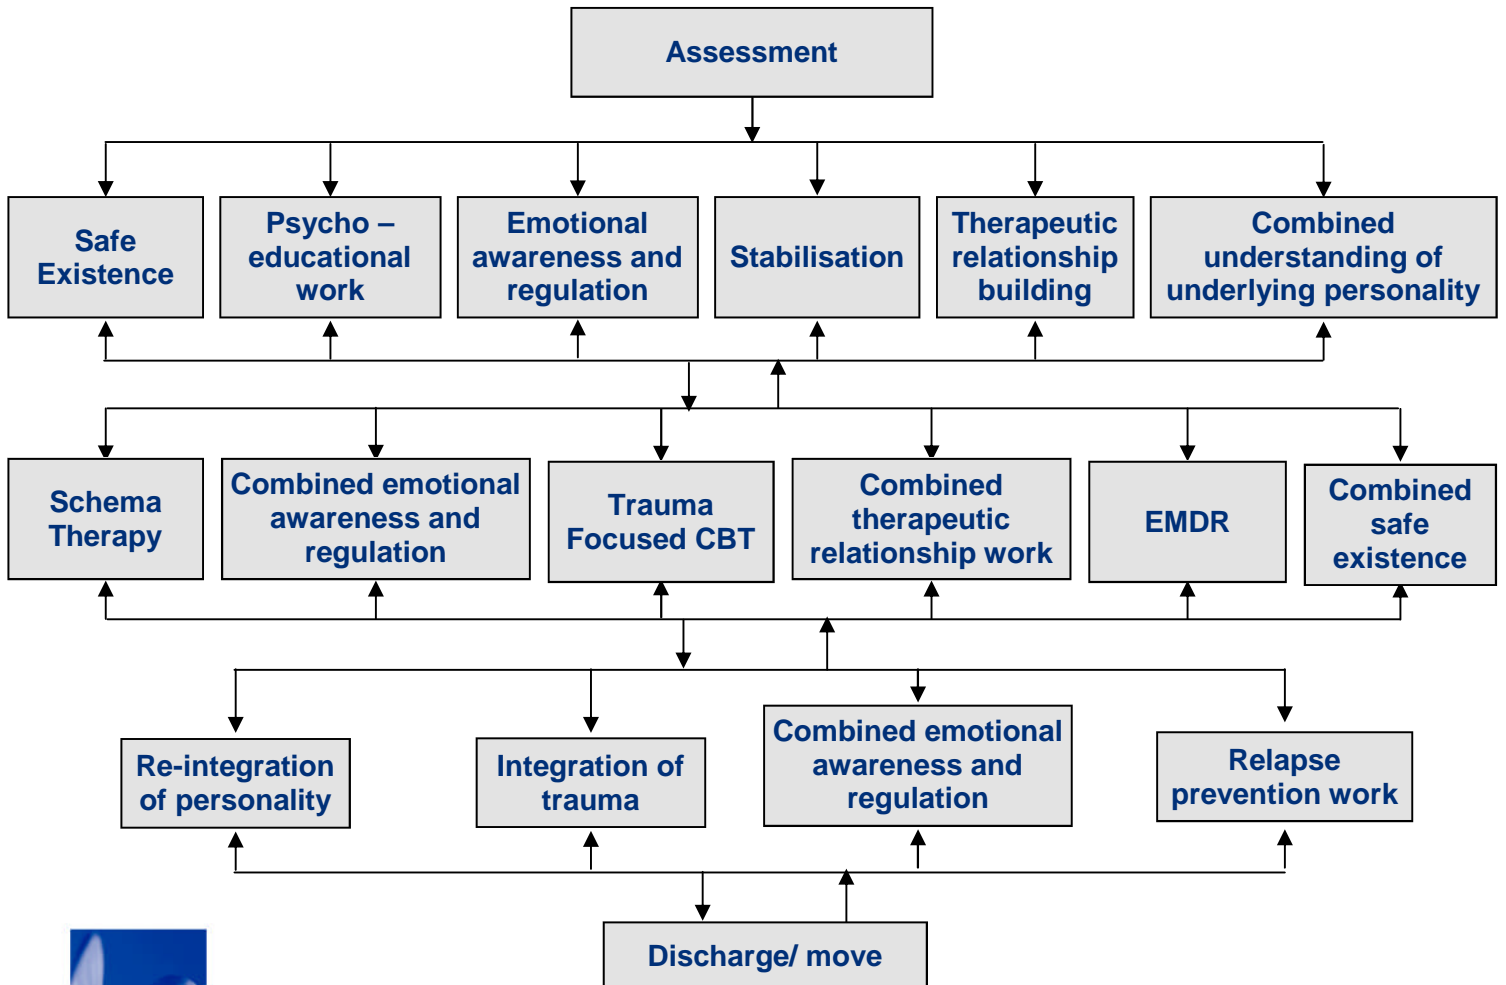 Assessment
Safe
Existence
Psycho –
educational
work
Emotional
awareness and
regulation
Stabilisation
Therapeutic
relationship
building
Combined
understanding of
underlying personality
Schema
Therapy
Combined emotional
awareness and
regulation
Trauma
Focused CBT
Combined
therapeutic
relationship work
EMDR
Combined
safe
existence
Re-integration
of personality
Integration of
trauma
Combined emotional
awareness and
regulation
Relapse
prevention work
Discharge/ move